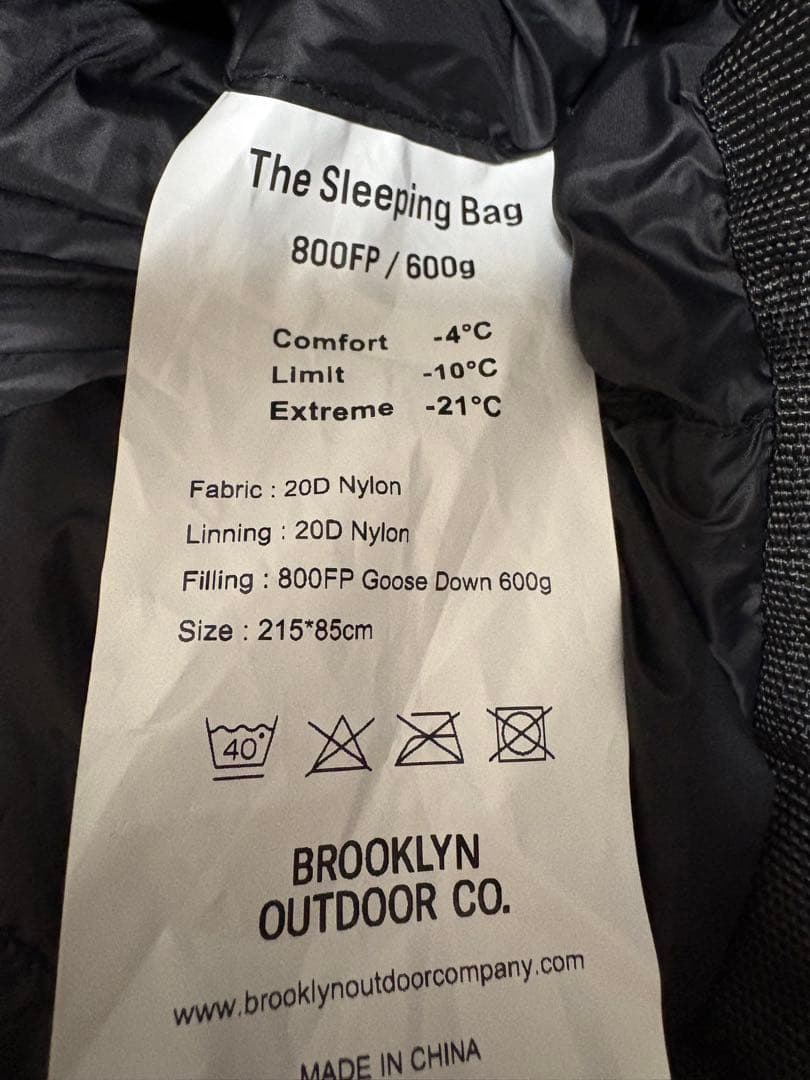 The Sleeping Bag
800FP / 600g
Comfort -4°C
Limit -10°C
Extreme -21°C
Fabric : 20D Nylon
Linning : 20D Nylon
Filling : 800FP Goose Down 600g
Size : 215*85cm
40°
BROOKLYN
OUTDOOR CO.
www.brooklynoutdoorcompany.com
MADE IN CHINA